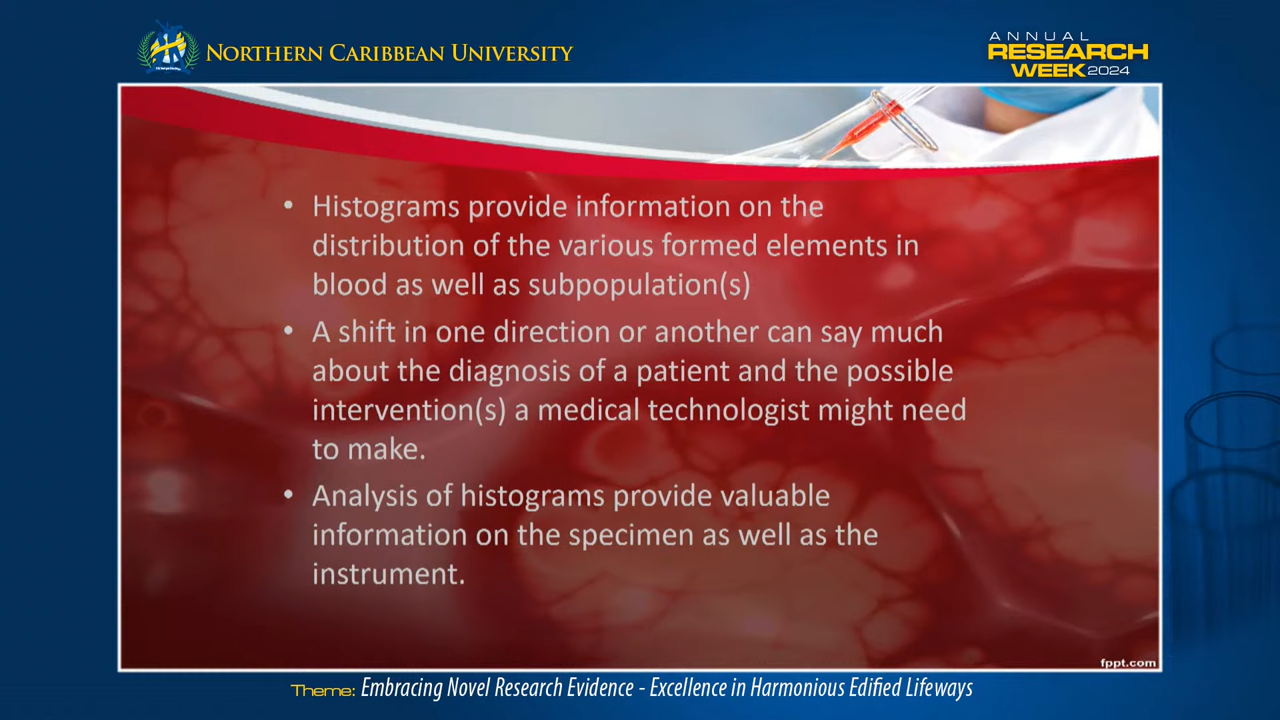 NORTHERN CARIBBEAN UNIVERSITY
ANNUAL
RESEARCH
WEEK 2024
• Histograms provide information on the
distribution of the various formed elements in
blood as well as subpopulation(s)
• A shift in one direction or another can say much
about the diagnosis of a patient and the possible
intervention(s) a medical technologist might need
to make.
• Analysis of histograms provide valuable
information on the specimen as well as the
instrument.
fppt.com
Theme: Embracing Novel Research Evidence - Excellence in Harmonious Edified Lifeways